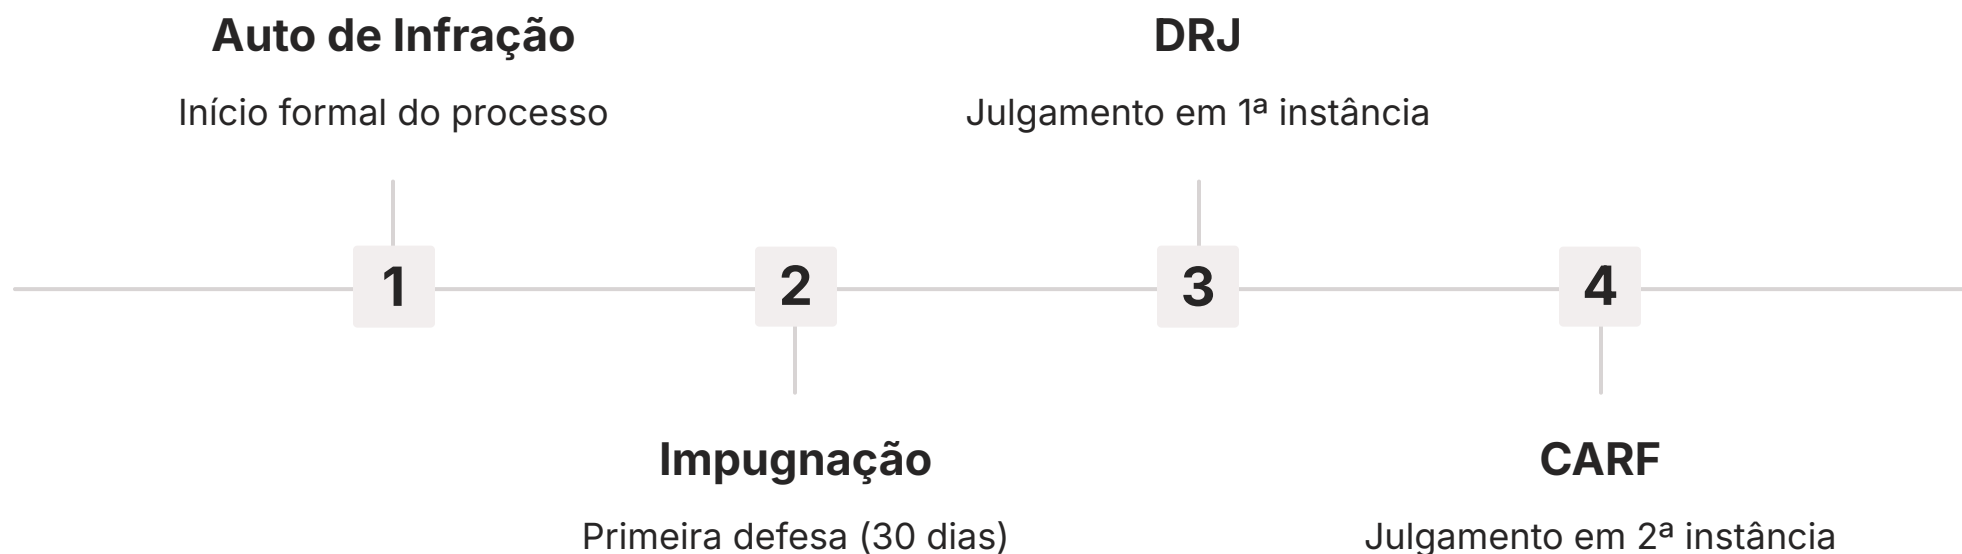 Auto de Infração
Início formal do processo
1
2
Impugnação
Primeira defesa (30 dias)
DRJ
Julgamento em 1ª instância
3
4
CARF
Julgamento em 2ª instância